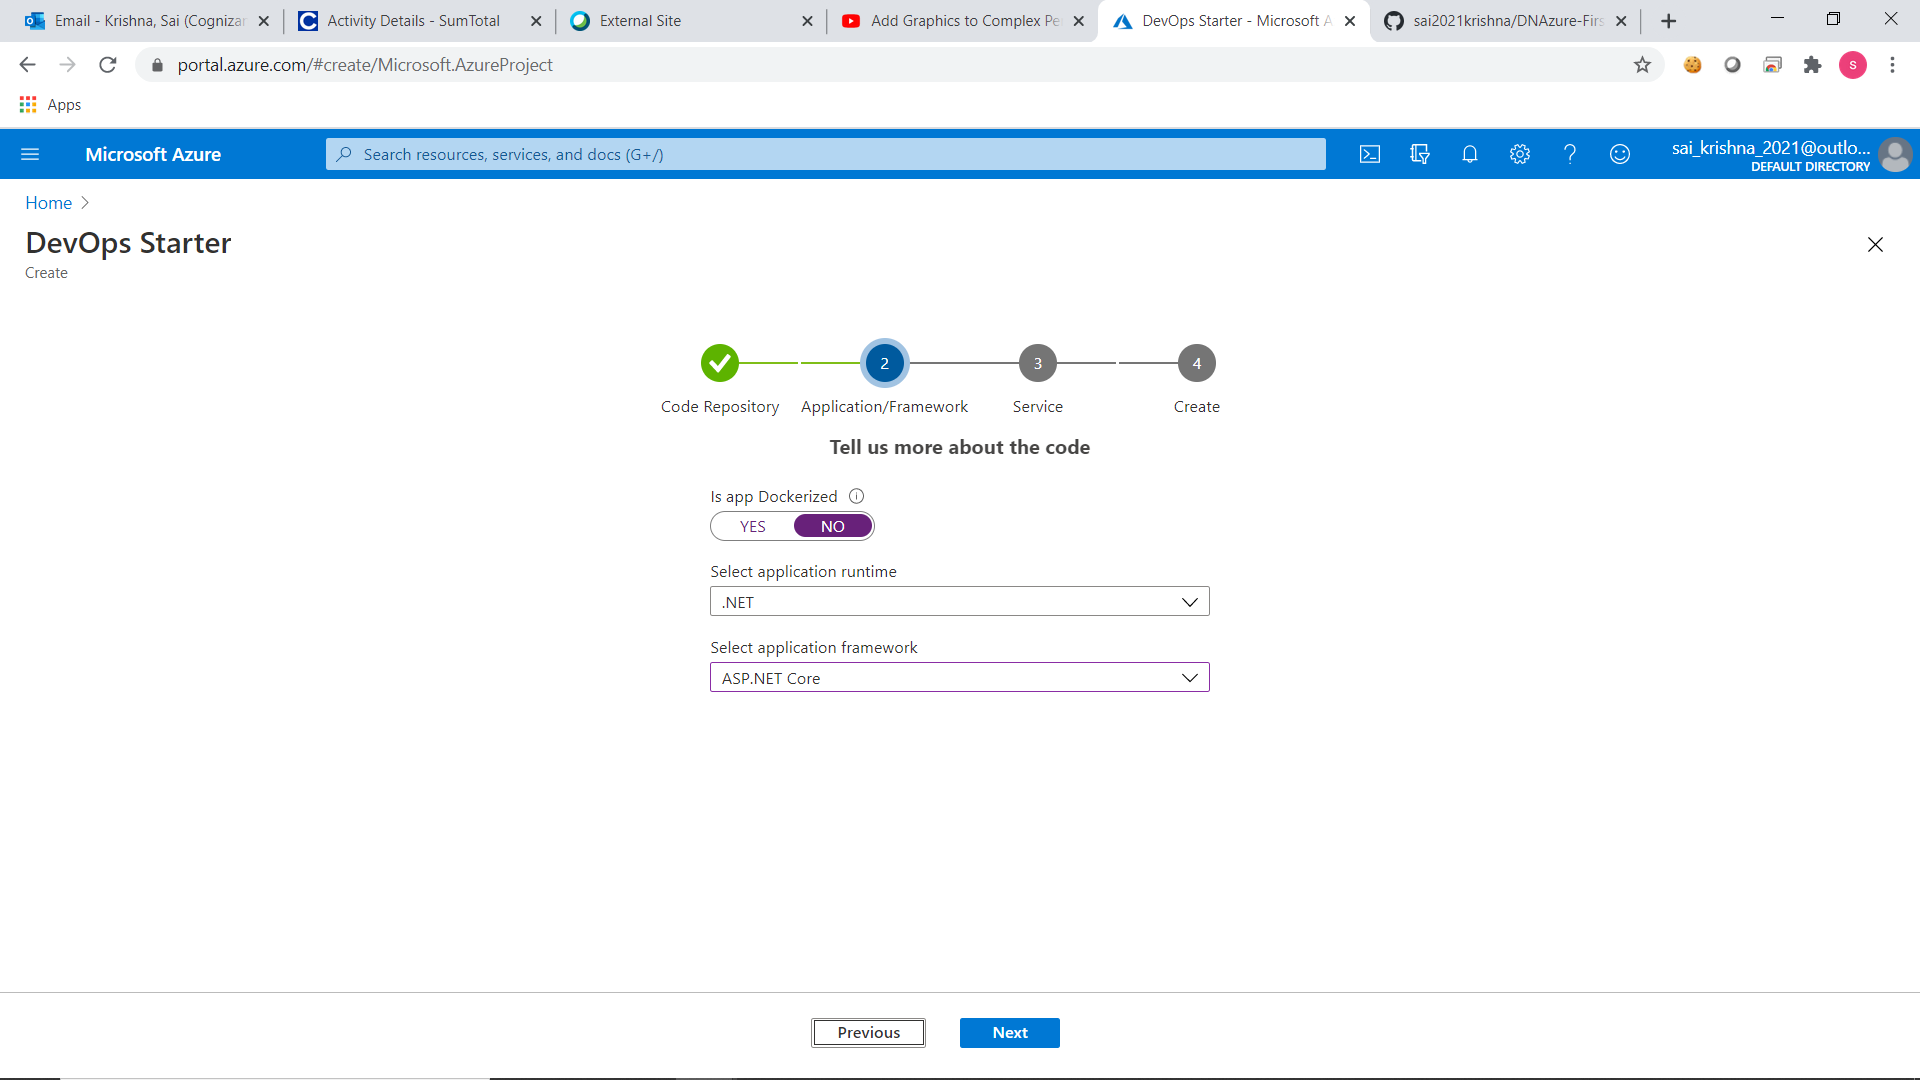 Email - Krishna, Sai (Cognizan
Activity Details - SumTotal
External Site
Add Graphics to Complex Pe
DevOps Starter - Microsoft A
sai2021krishna/DNAzure-Firs
portal.azure.com/#create/Microsoft.AzureProject
S
Apps
Microsoft Azure
Search resources, services, and docs (G+/)
sai_krishna_2021@outlo...
DEFAULT DIRECTORY
Home
DevOps Starter
Create
2
3
4
Code Repository
Application/Framework
Service
Create
Tell us more about the code
Is app Dockerized
YES
NO
Select application runtime
.NET
Select application framework
ASP.NET Core
Previous
Next